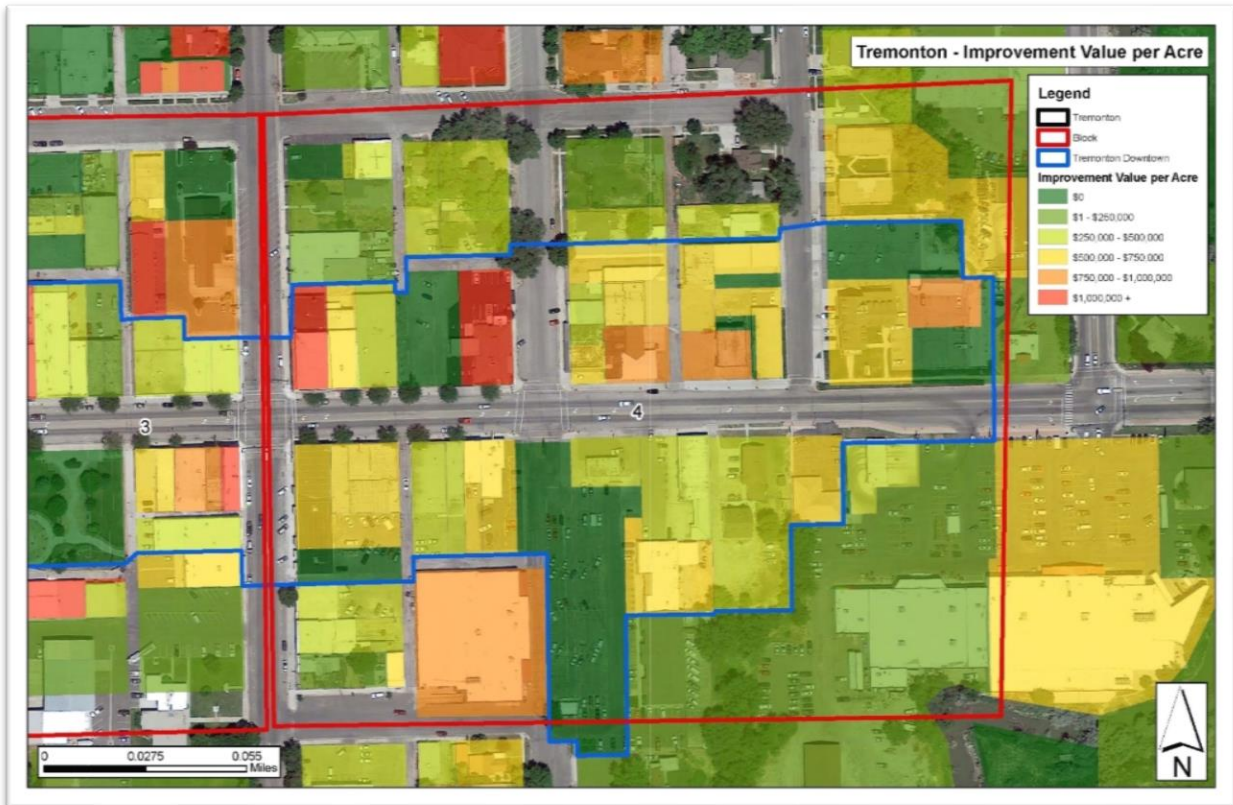 Tremonton - Improvement Value per Acre
Legend
Tremonton
Block
Tremonton Downtown
Improvement Value per Acre
$0
$1 - $250,000
$250,000 - $500,000
$500,000 - $750,000
$750,000 - $1,000,000
$1,000,000 +
4
3
0 0.0275 0.055
Miles
N